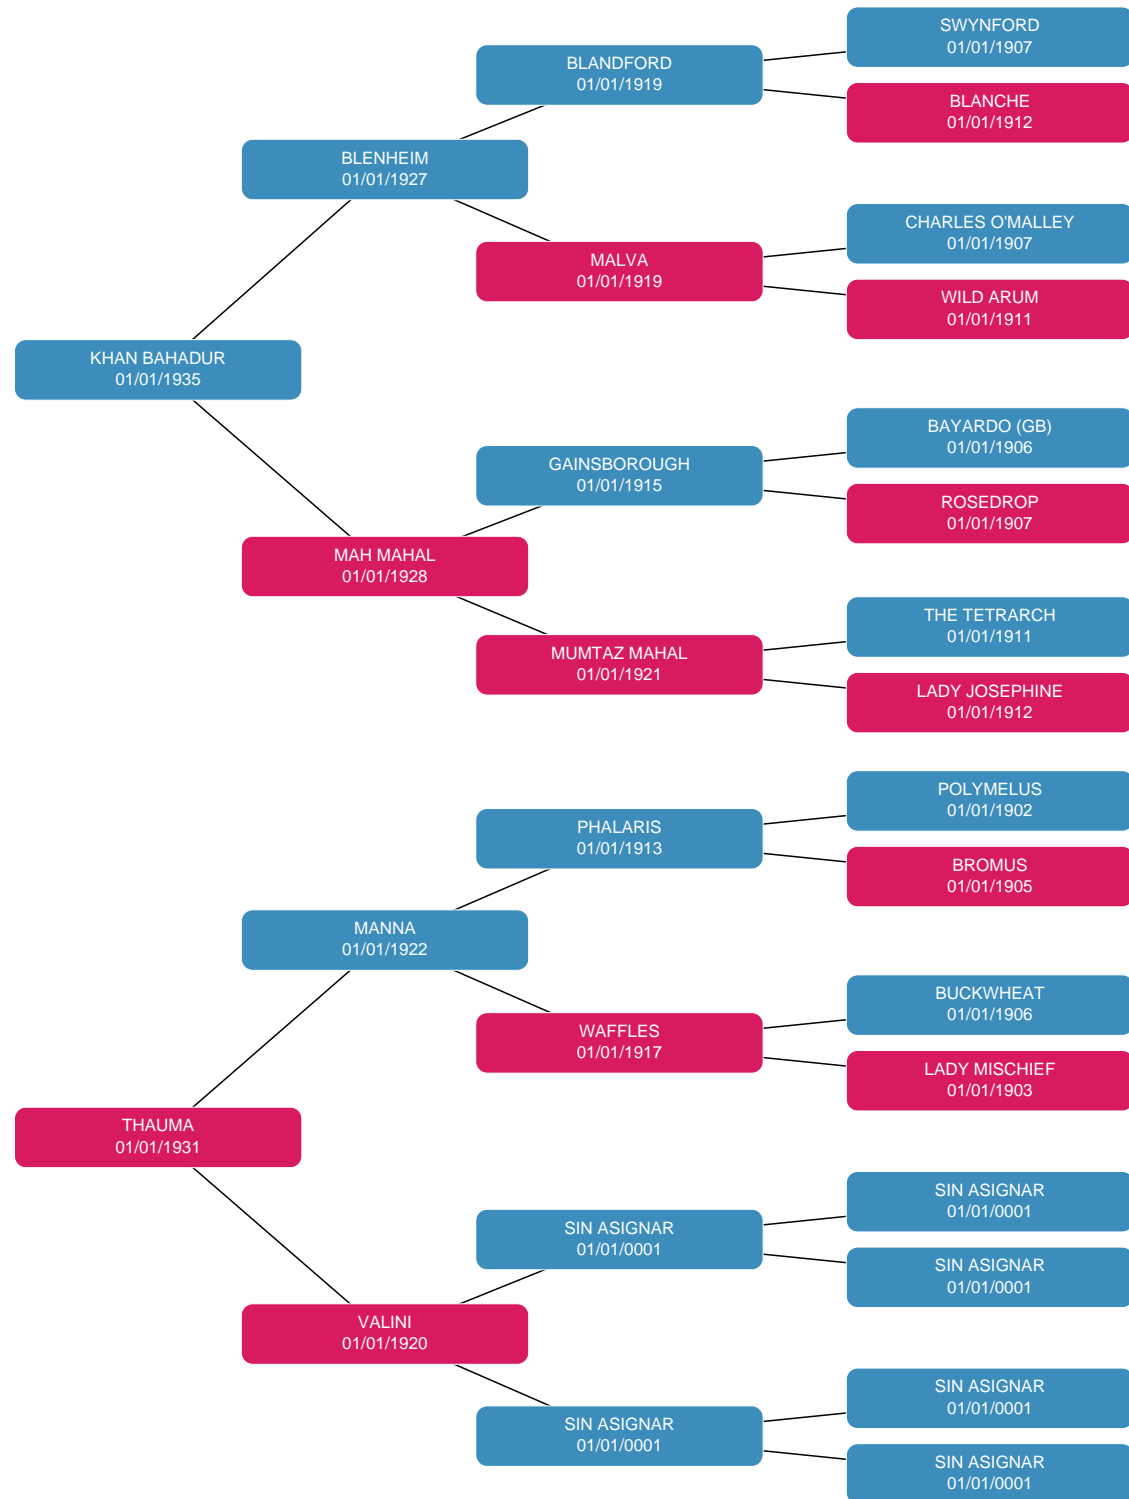 SWYNFORD
01/01/1907
BLANDFORD
01/01/1919
BLANCHE
01/01/1912
BLENHEIM
01/01/1927
CHARLES O'MALLEY
01/01/1907
MALVA
01/01/1919
WILD ARUM
01/01/1911
KHAN BAHADUR
01/01/1935
BAYARDO (GB)
01/01/1906
GAINSBOROUGH
01/01/1915
ROSEDROP
01/01/1907
MAH MAHAL
01/01/1928
THE TETRARCH
01/01/1911
MUMTAZ MAHAL
01/01/1921
LADY JOSEPHINE
01/01/1912
POLYMELUS
01/01/1902
PHALARIS
01/01/1913
BROMUS
01/01/1905
MANNA
01/01/1922
BUCKWHEAT
01/01/1906
WAFFLES
01/01/1917
LADY MISCHIEF
01/01/1903
THAUMA
01/01/1931
SIN ASIGNAR
01/01/0001
SIN ASIGNAR
01/01/0001
SIN ASIGNAR
01/01/0001
VALINI
01/01/1920
SIN ASIGNAR
01/01/0001
SIN ASIGNAR
01/01/0001
SIN ASIGNAR
01/01/0001